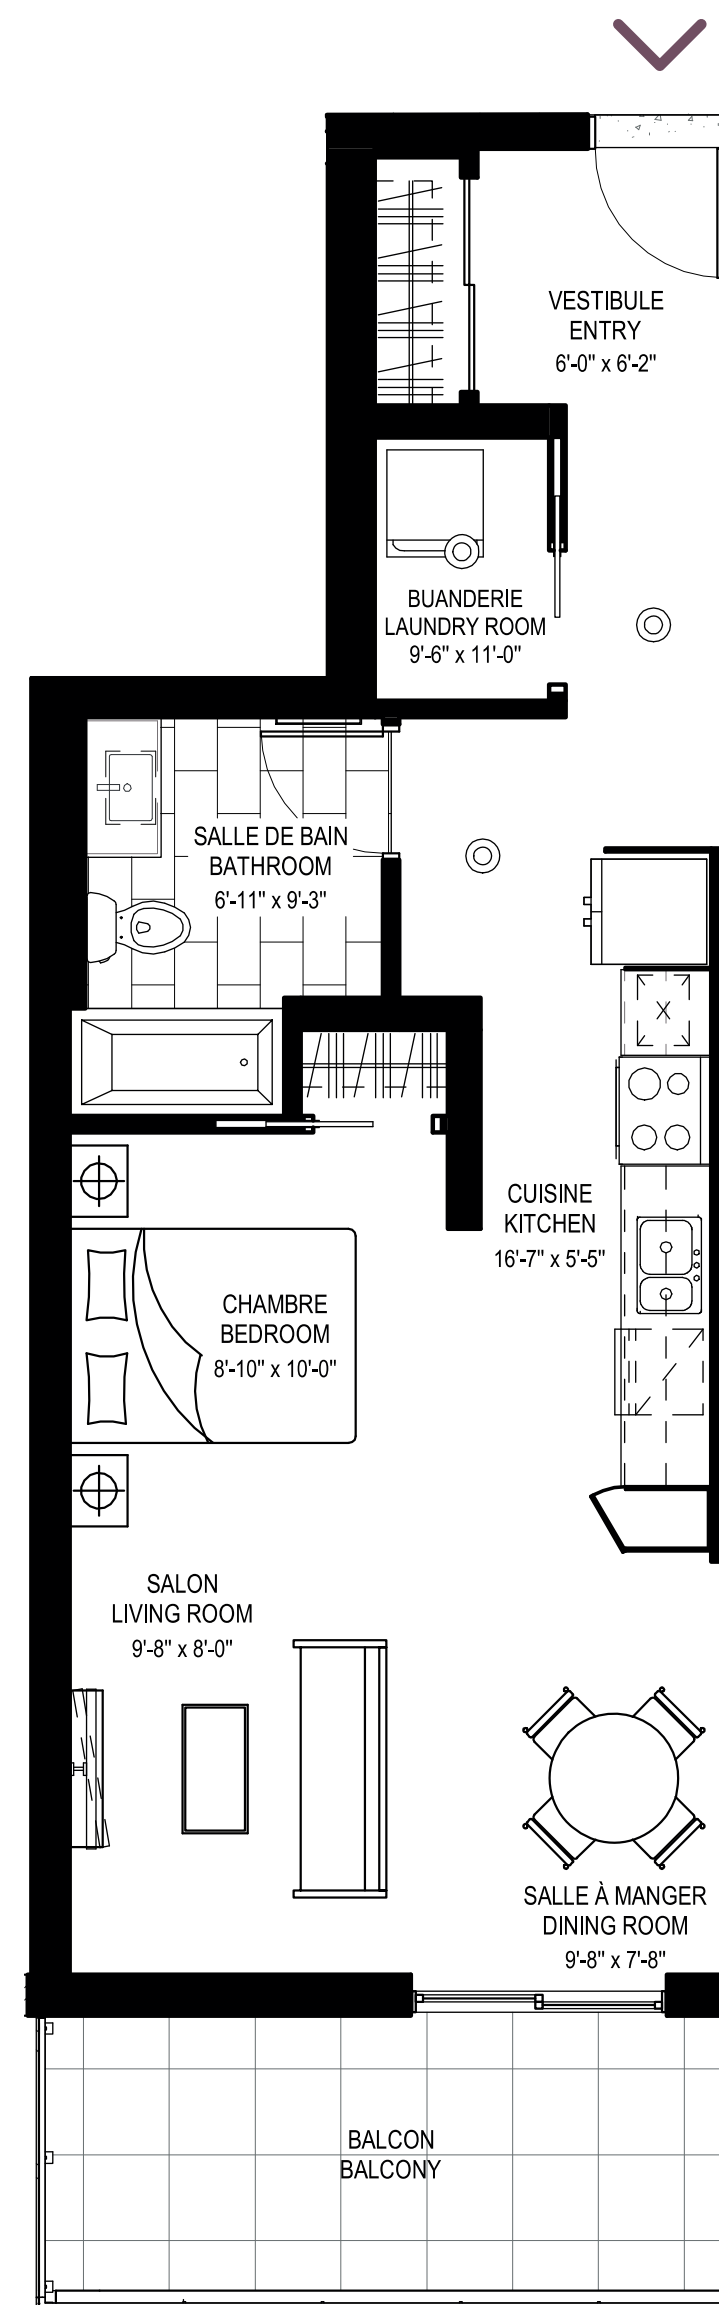 VESTIBULE
ENTRY
6'-0" x 6'-2"
BUANDERIE
LAUNDRY ROOM
9'-6" x 11'-0"
SALLE DE BAIN
BATHROOM
6'-11" x 9'-3"
CUISINE
KITCHEN
16'-7" x 5'-5"
CHAMBRE
BEDROOM
8'-10" x 10'-0"
SALON
LIVING ROOM
9'-8" x 8'-0"
SALLE À MANGER
DINING ROOM
9'-8" x 7'-8"
BALCON
BALCONY